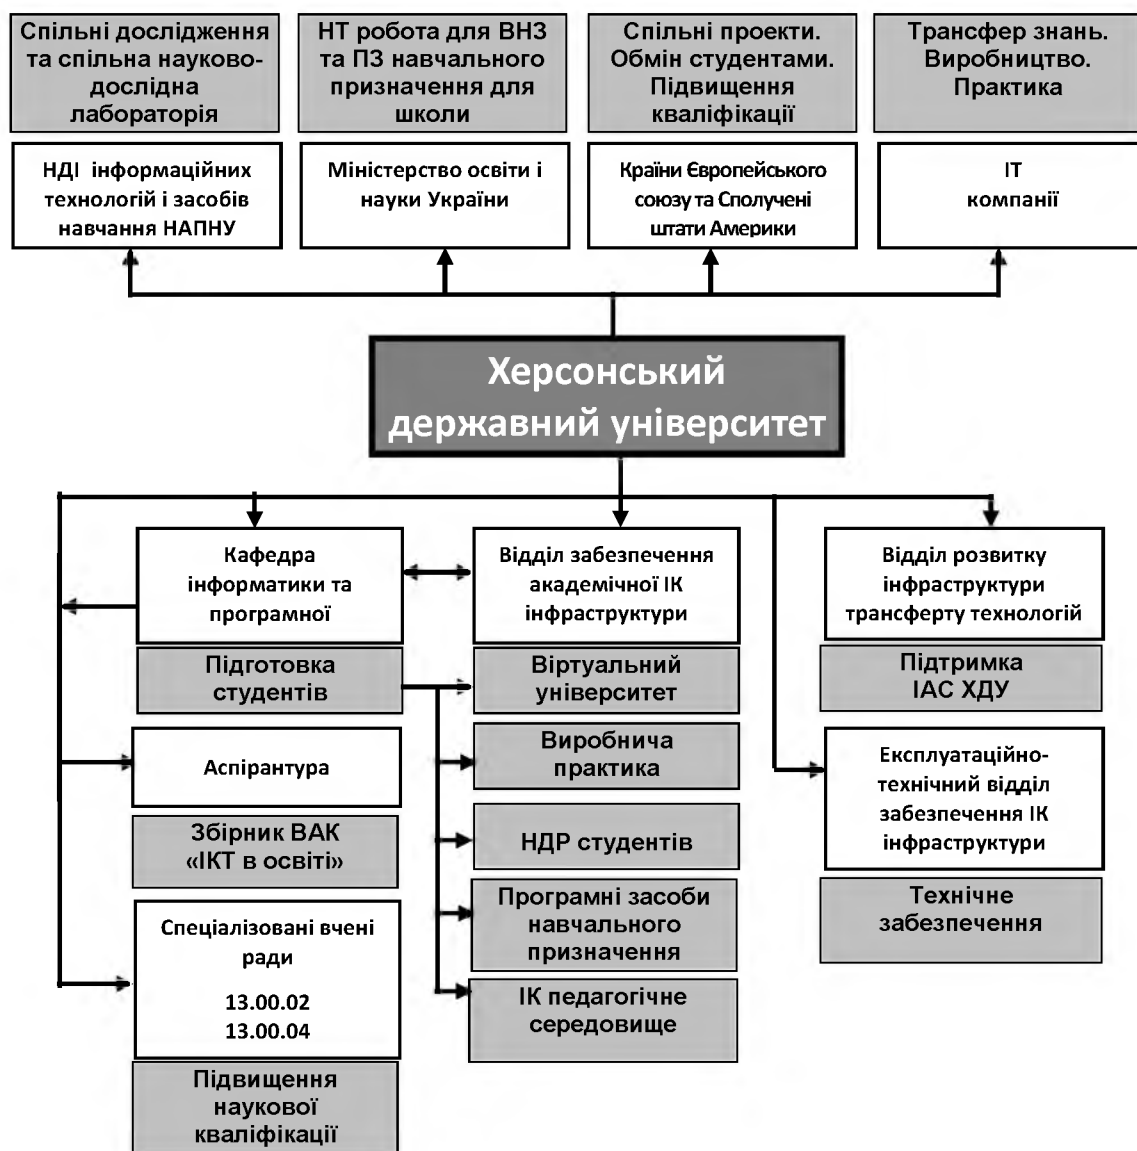 Спільні дослідження
та спільна науково-
дослідна
лабораторія
НТ робота для ВНЗ
та ПЗ навчального
призначення для
школи
Спільні проекти.
Обмін студентами.
Підвищення
кваліфікації
Трансфер знань.
Виробництво.
Практика
НДІ інформаційних
технологій і засобів
навчання НАПНУ
Міністерство освіти і
науки України
Країни Європейського
союзу та Сполучені
штати Америки
ІТ
компанії
Херсонський
державний університет
Кафедра
інформатики та
програмної
Відділ забезпечення
академічної ІК
інфраструктури
Відділ розвитку
інфраструктури
трансферту технологій
Підготовка
студентів
Віртуальний
університет
Підтримка
ІАС ХДУ
Виробнича
практика
Аспірантура
Експлуатаційно-
технічний відділ
забезпечення ІК
інфраструктури
Збірник ВАК
«ІКТ в освіті»
НДР студентів
Програмні засоби
навчального
призначення
Технічне
забезпечення
Спеціалізовані вчені
ради
13.00.02
13.00.04
ІК педагогічне
середовище
Підвищення
наукової
кваліфікації